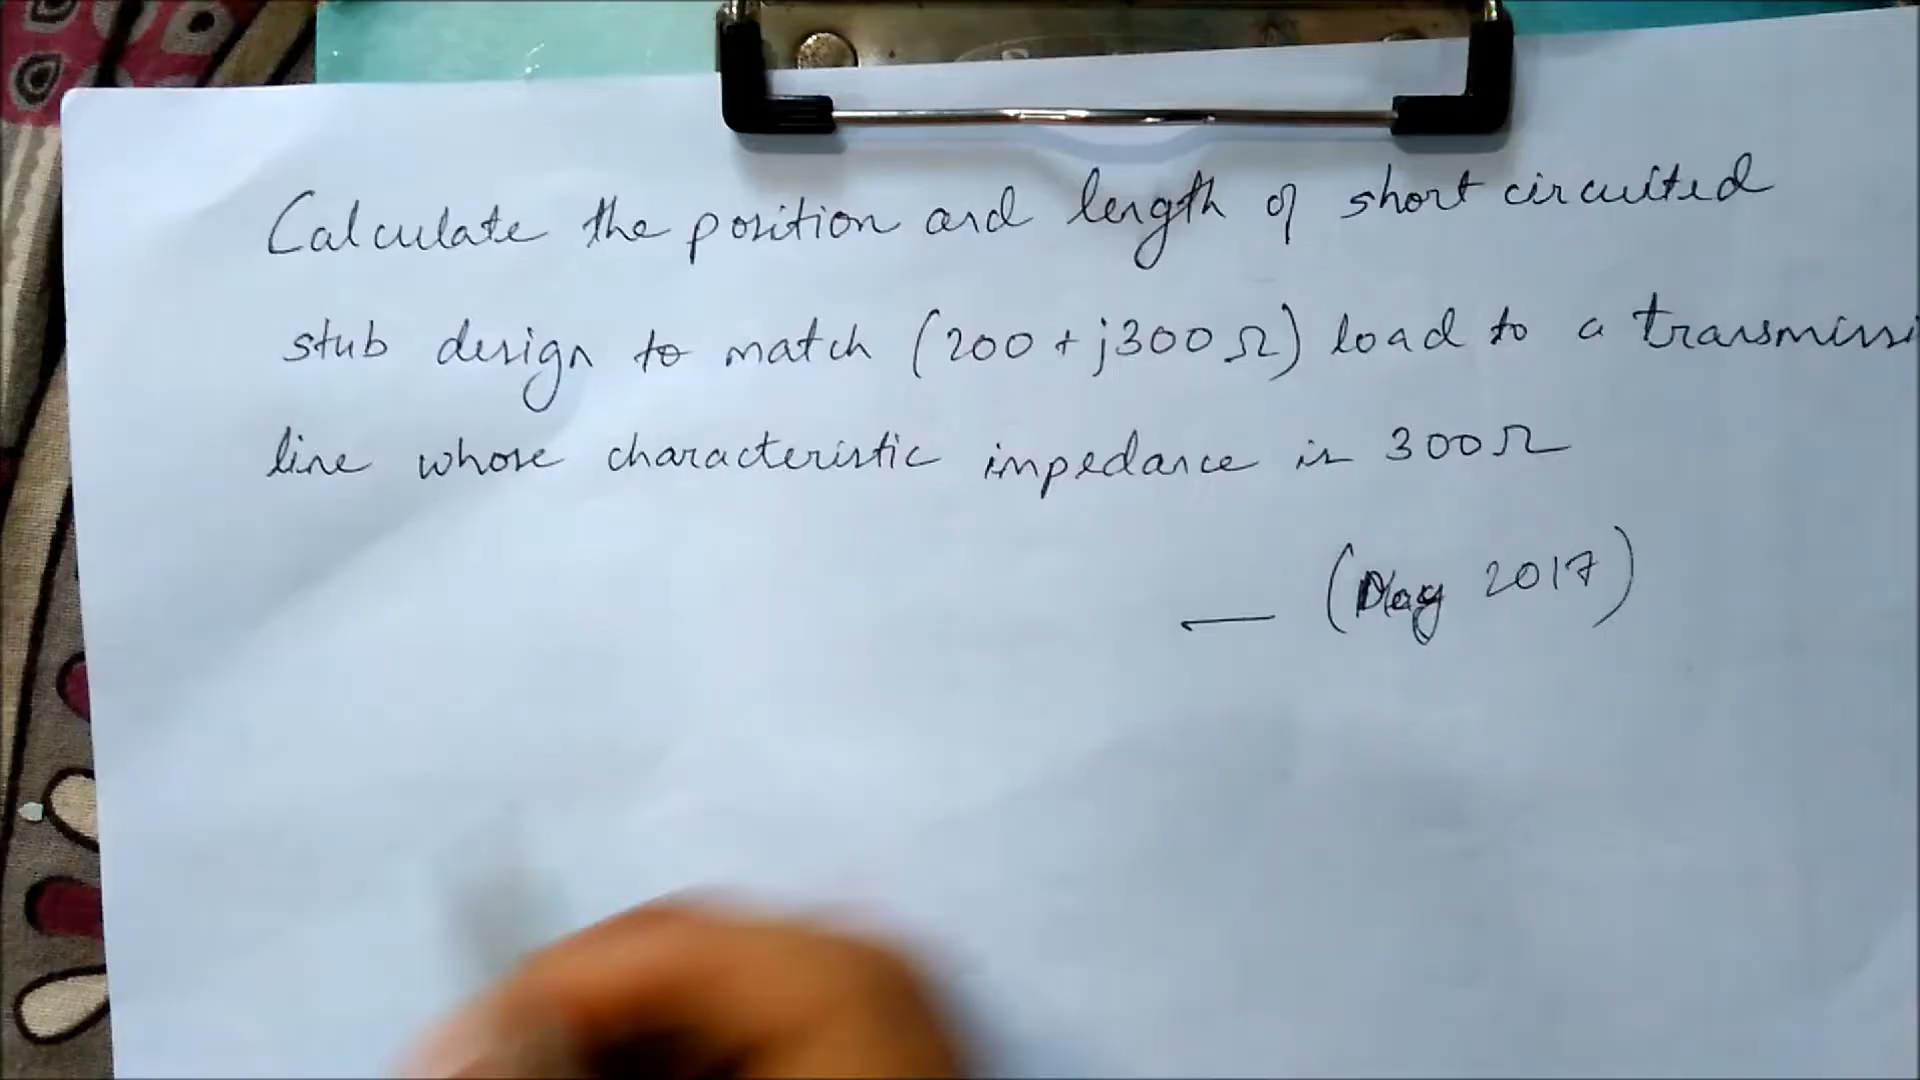 Calculate the position and length of short circuited
stub design to match (200 + j300 Ω) load to a transmissi
line whose characteristic impedance is 300Ω
— (May 2017)